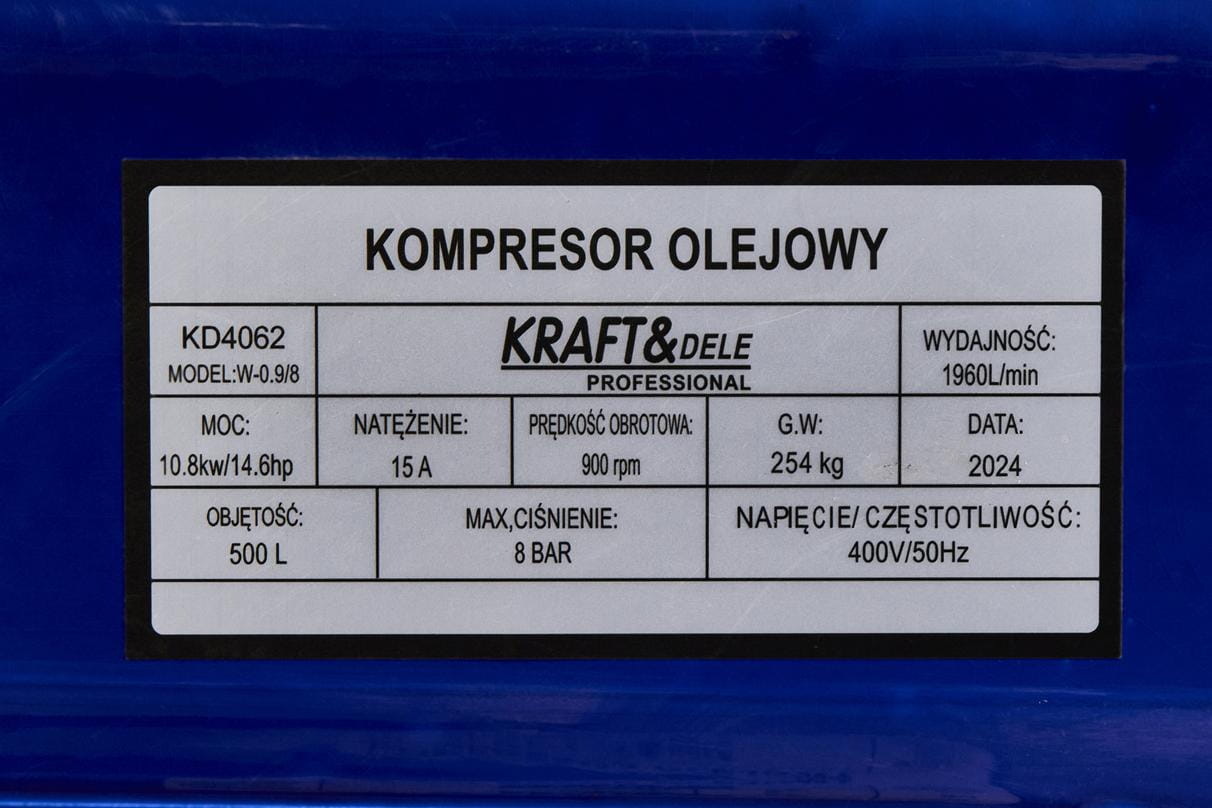 KOMPRESOR OLEJOWY
KD4062
MODEL:W-0.9/8
KRAFT&DELE
PROFESSIONAL
WYDAJNOŚĆ:
1960L/min
MOC:
10.8kw/14.6hp
NATĘŻENIE:
15 A
PRĘDKOŚĆ OBROTOWA:
900 rpm
G.W:
254 kg
DATA:
2024
OBJĘTOŚĆ:
500 L
MAX,CIŚNIENIE:
8 BAR
NAPIĘCIE/ CZĘSTOTLIWOŚĆ:
400V/50Hz